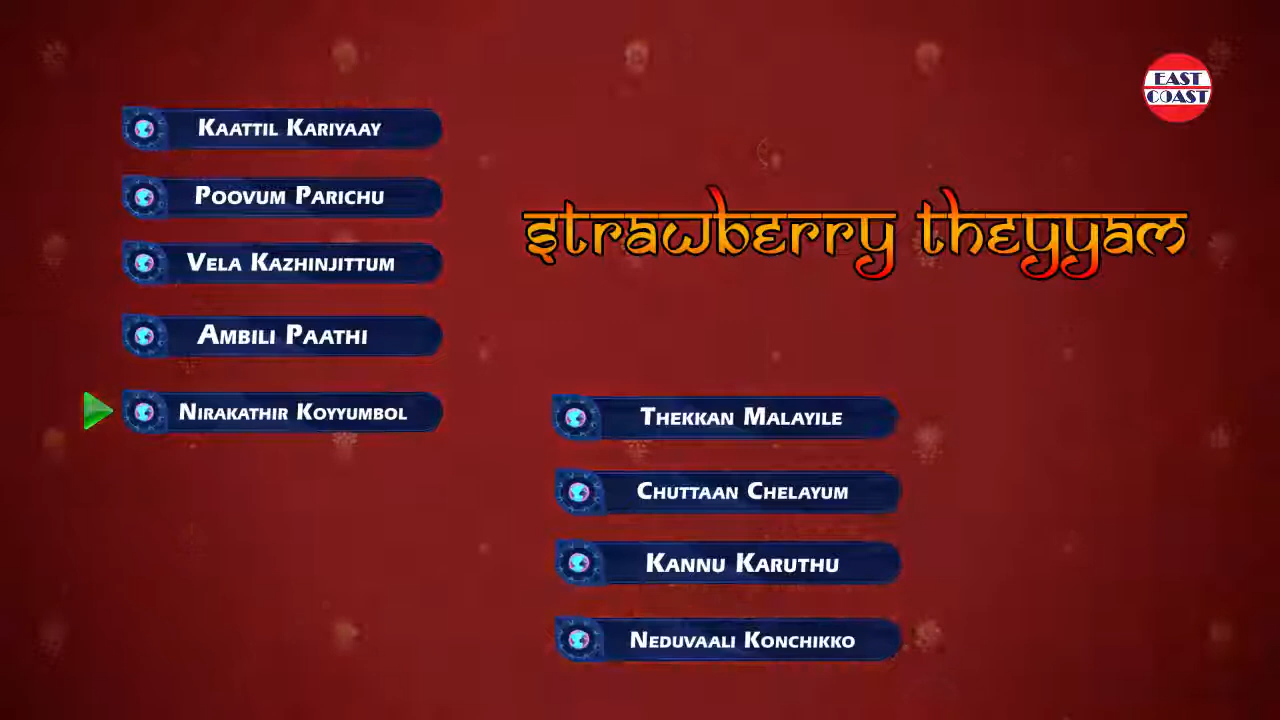 EAST
COAST
Kaattil Kariyaay
Poovum Parichu
Vela Kazhinjittum
Ambili Paathi
Nirakathir Koyyumbol
strawberry theyyam
Thekkan Malayile
Chuttaan Chelayum
Kannu Karuthu
Neduvaali Konchikko